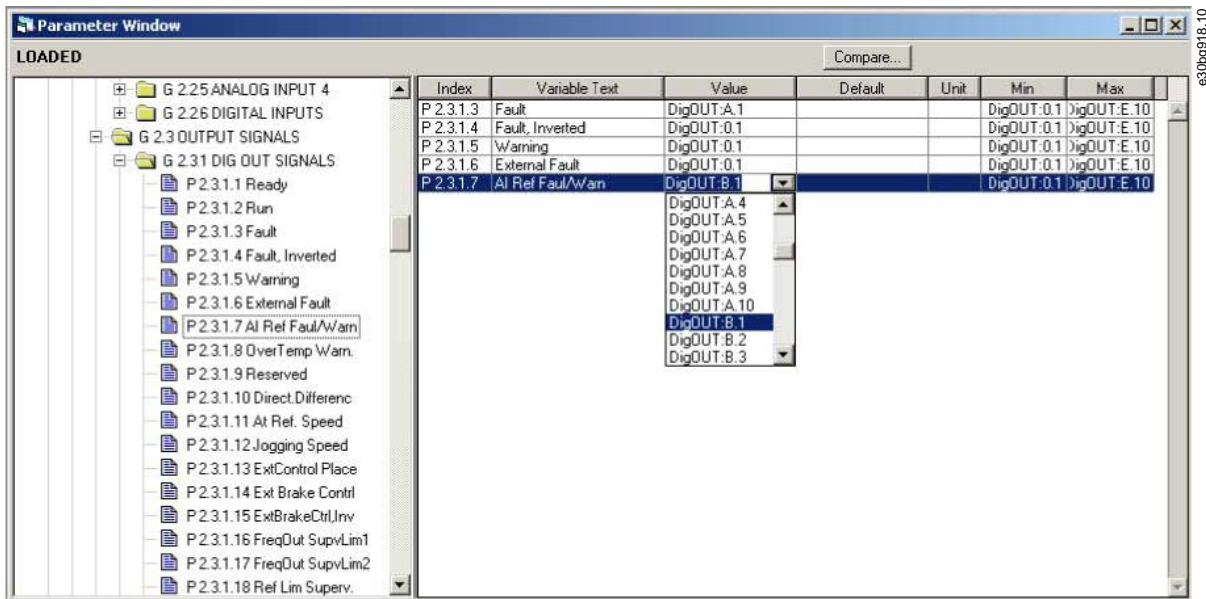 Parameter Window
LOADED
Compare...
G 2.25 ANALOG INPUT 4
G 2.26 DIGITAL INPUTS
G 2.3 OUTPUT SIGNALS
G 2.31 DIG OUT SIGNALS
P 2.3.1.1 Ready
P 2.3.1.2 Run
P 2.3.1.3 Fault
P 2.3.1.4 Fault, Inverted
P 2.3.1.5 Warning
P 2.3.1.6 External Fault
P 2.3.1.7 AI Ref Faul/Warn
P 2.3.1.8 OverTemp Warn.
P 2.3.1.9 Reserved
P 2.3.1.10 Direct.Differenc
P 2.3.1.11 At Ref. Speed
P 2.3.1.12 Jogging Speed
P 2.3.1.13 ExtControl Place
P 2.3.1.14 Ext Brake Contrl
P 2.3.1.15 ExtBrakeCtrl,Inv
P 2.3.1.16 FreqOut SupvLim1
P 2.3.1.17 FreqOut SupvLim2
P 2.3.1.18 Ref Lim Superv.
Index Variable Text Value Default Unit Min Max
P 2.3.1.3 Fault DigOUT:A.1 DigOUT:0.1 DigOUT:E.10
P 2.3.1.4 Fault, Inverted DigOUT:0.1 DigOUT:0.1 DigOUT:E.10
P 2.3.1.5 Warning DigOUT:0.1 DigOUT:0.1 DigOUT:E.10
P 2.3.1.6 External Fault DigOUT:0.1 DigOUT:0.1 DigOUT:E.10
P 2.3.1.7 AI Ref Faul/Warn DigOUT:B.1 DigOUT:0.1 DigOUT:E.10
DigOUT:A.4
DigOUT:A.5
DigOUT:A.6
DigOUT:A.7
DigOUT:A.8
DigOUT:A.9
DigOUT:A.10
DigOUT:B.1
DigOUT:B.2
DigOUT:B.3
e30bg918.10